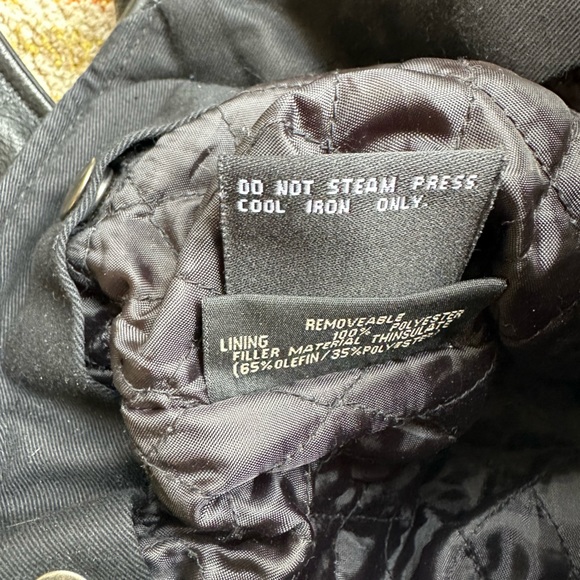 DO NOT STEAM PRESS
COOL IRON ONLY.
REMOVEABLE
LINING 100% POLYESTER
FILLER MATERIAL THINSULATE
(65%OLEFIN/35%POLYESTER